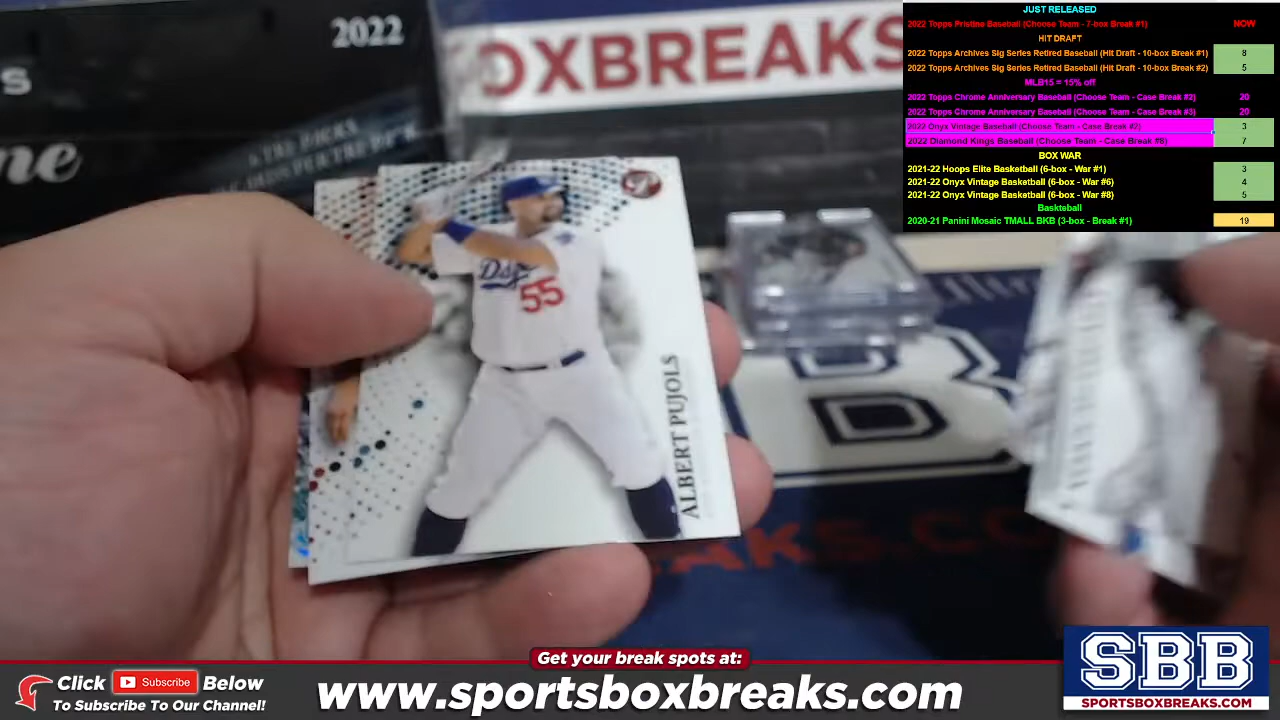 2022
s
ne
OXBREAKS
JUST RELEASED
2022 Topps Pristine Baseball (Choose Team - 7-box Break #1) NOW
HIT DRAFT
2022 Topps Archives Sig Series Retired Baseball (Hit Draft - 10-box Break #1) 8
2022 Topps Archives Sig Series Retired Baseball (Hit Draft - 10-box Break #2) 5
MLB15 = 15% off
2022 Topps Chrome Anniversary Baseball (Choose Team - Case Break #2) 20
2022 Topps Chrome Anniversary Baseball (Choose Team - Case Break #3) 20
2022 Onyx Vintage Baseball (Choose Team - Case Break #2) 3
2022 Diamond Kings Baseball (Choose Team - Case Break #8) 7
BOX WAR
2021-22 Hoops Elite Basketball (6-box - War #1) 3
2021-22 Onyx Vintage Basketball (6-box - War #6) 4
2021-22 Onyx Vintage Basketball (6-box - War #8) 5
Baskteball
2020-21 Panini Mosaic TMALL BKB (3-box - Break #1) 19
55
ALBERT PUJOLS
AKS.CO
Get your break spots at:
Click Subscribe Below
To Subscribe To Our Channel!
www.sportsboxbreaks.com
SBB
SPORTSBOXBREAKS.COM